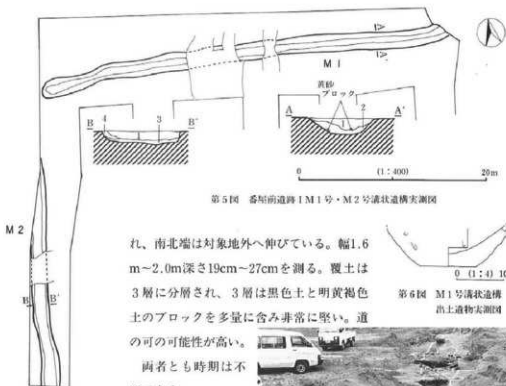 M1
A
A'
黄砂
ブロック
B 4 3 B'
A 1 2 A'
0 (1:400) 20m
第5図 番屋前遺跡ⅠM1号・M2号溝状遺構実測図
M2
B B'
れ、南北端は対象地外へ伸びている。幅1.6
m～2.0m深さ19cm～27cmを測る。覆土は
3層に分層され、3層は黒色土と明黄褐色
土のブロックを多量に含み非常に堅い。道
の可の可能性が高い。
両者とも時期は不
0 (1:4) 10
第6図 M1号溝状遺構
出土遺物実測図